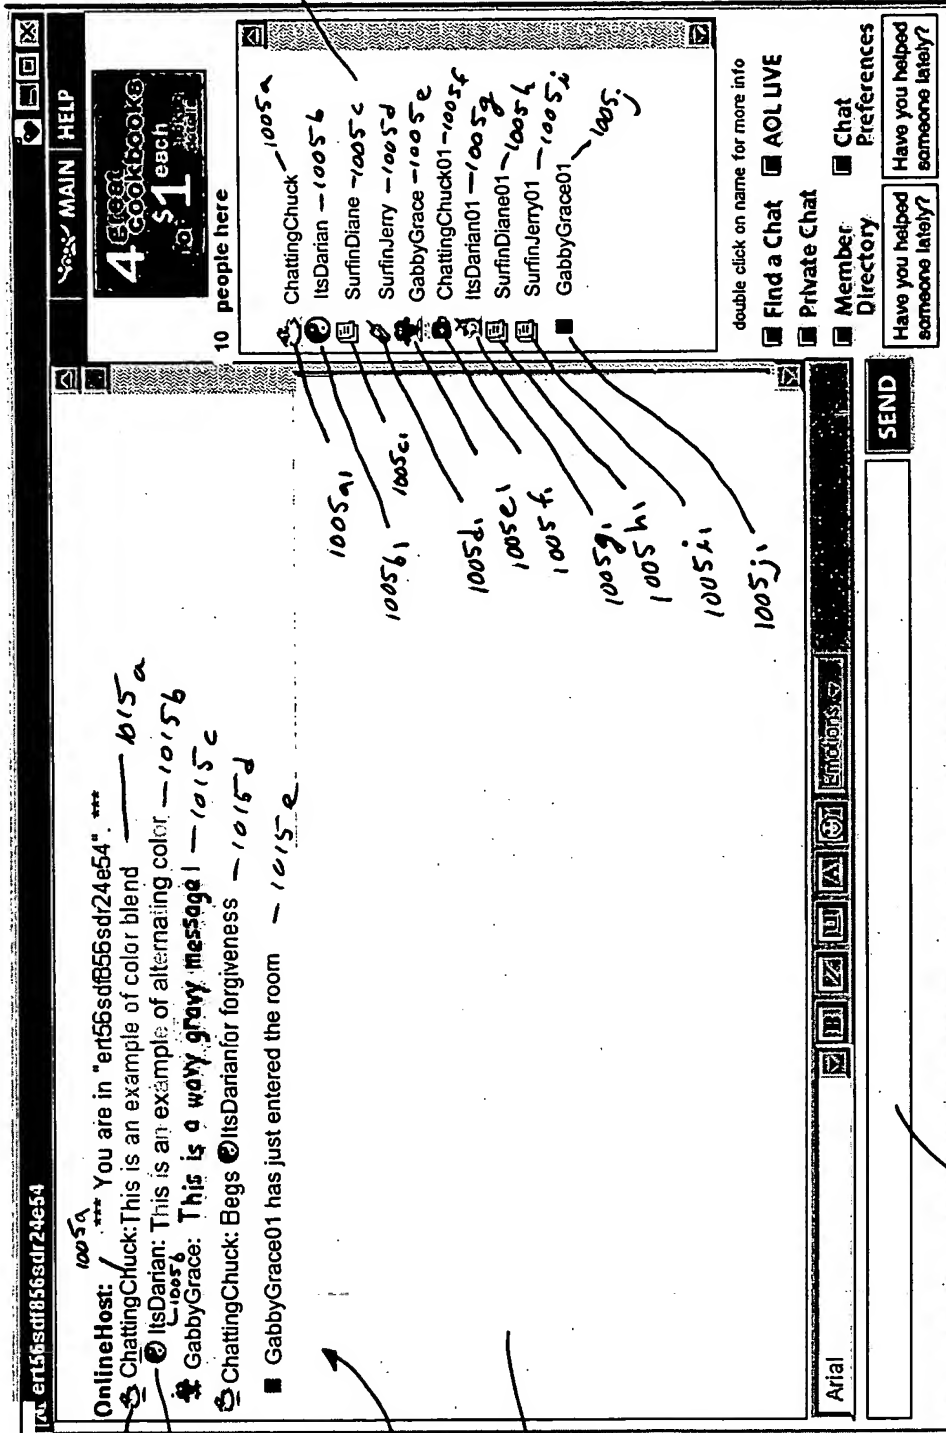 ert56sdf856sdr24e54
MAIN HELP
OnlineHost: *** You are in "ert56sdf856sdr24e54". ***
1005a
ChattingChuck:This is an example of color blend — 1015a
ItsDarian: This is an example of alternating color — 1015b
1005b
GabbyGrace: This is a wavy gravy message! — 1015c
ChattingChuck: Begs ItsDarianfor forgiveness — 1015d
GabbyGrace01 has just entered the room — 1015e
4 great
cookbooks
$1 each
10 people here
ChattingChuck — 1005a
ItsDarian — 1005b
SurfinDiane — 1005c
SurfinJerry — 1005d
GabbyGrace — 1005e
ChattingChuck01 — 1005f
ItsDarian01 — 1005g
SurfinDiane01 — 1005h
SurfinJerry01 — 1005i
GabbyGrace01 — 1005j
1005a1
1005b1
1005c1
1005d1
1005e1
1005f1
1005g1
1005h1
1005i1
1005j1
double click on name for more info
Find a Chat AOL LIVE
Private Chat
Member Directory
Chat Preferences
Arial
B I U A Emotions
SEND
Have you helped someone lately?
Have you helped someone lately?